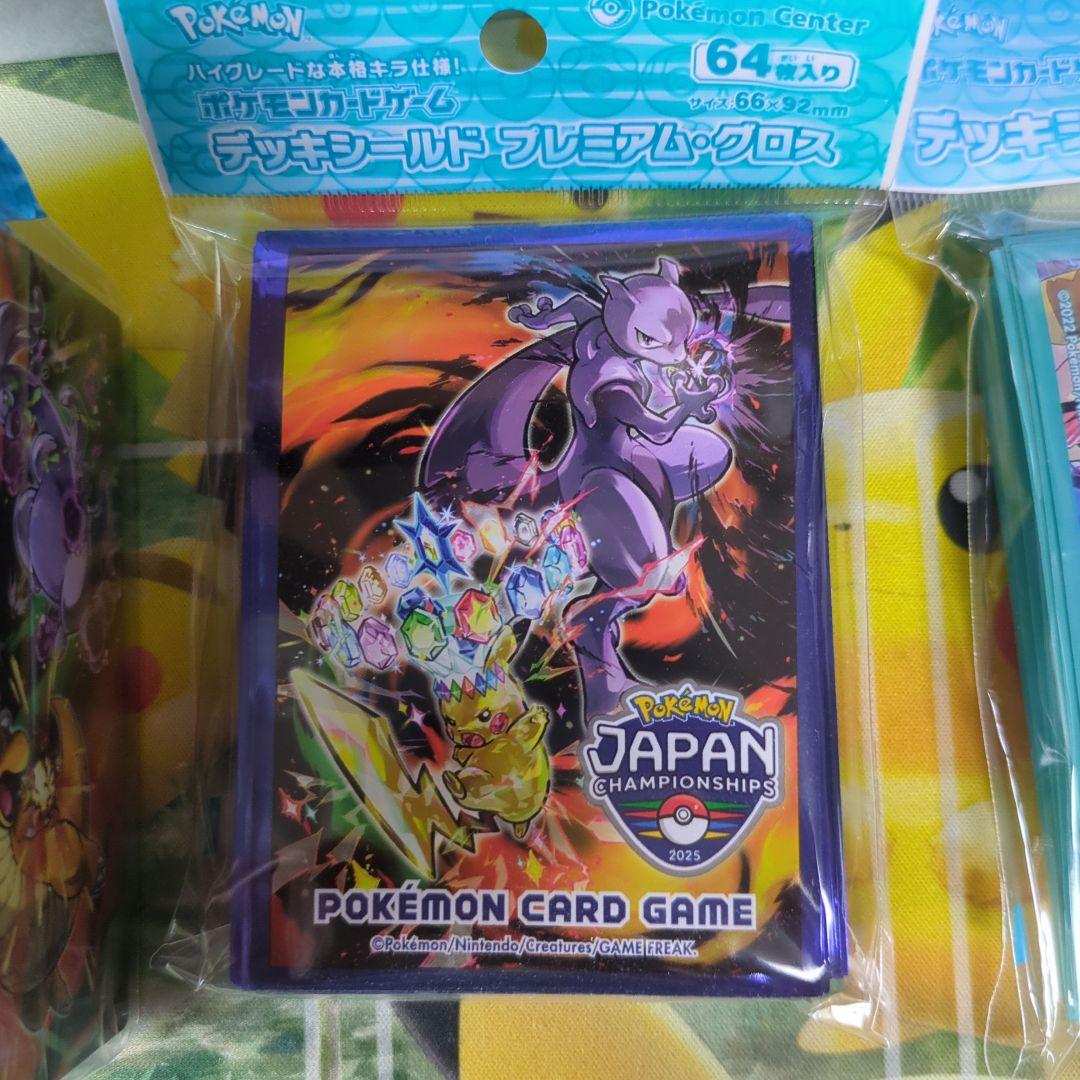 POKéMON
Pokémon Center
ハイグレードな本格キラ仕様!
64枚入り
ポケモンカードゲーム
サイズ:66×92mm
デッキシールド プレミアム・グロス
POKéMON
JAPAN
CHAMPIONSHIPS
2025
POKÉMON CARD GAME
©Pokémon/Nintendo/Creatures/GAME FREAK.
POKéMON
ポケモンカード
デッキシ
©2022 Pokémon